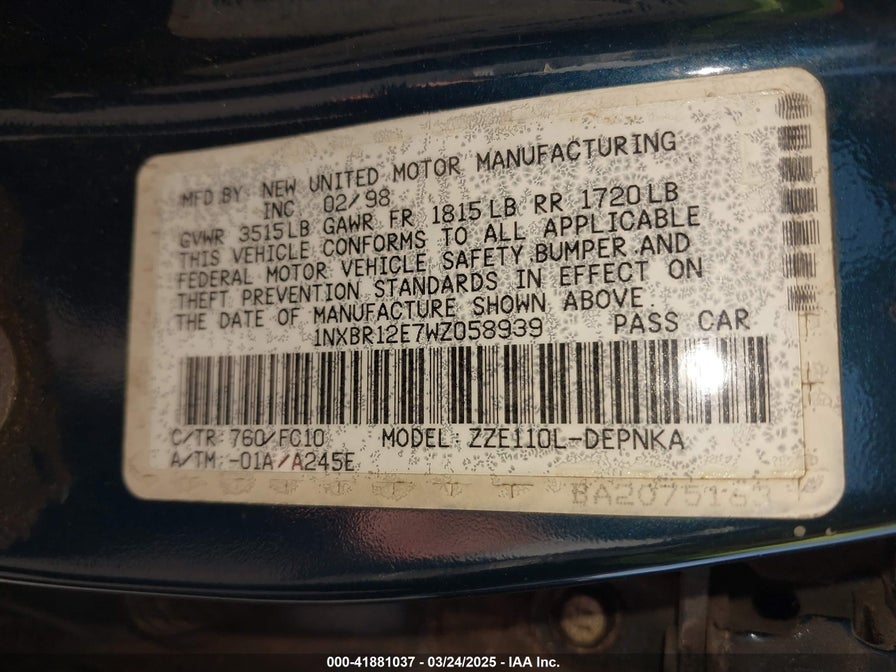 MFD BY NEW UNITED MOTOR MANUFACTURING
INC 02/98
GVWR 3515LB GAWR FR 1815LB RR 1720LB
THIS VEHICLE CONFORMS TO ALL APPLICABLE
FEDERAL MOTOR VEHICLE SAFETY BUMPER AND
THEFT PREVENTION STANDARDS IN EFFECT ON
THE DATE OF MANUFACTURE SHOWN ABOVE.
1NXBR12E7WZ058939 PASS CAR
C/TR: 760/FC10 MODEL: ZZE110L-DEPNKA
A/TM: -01A/A245E
BA2075163
000-41881037 - 03/24/2025 - IAA Inc.